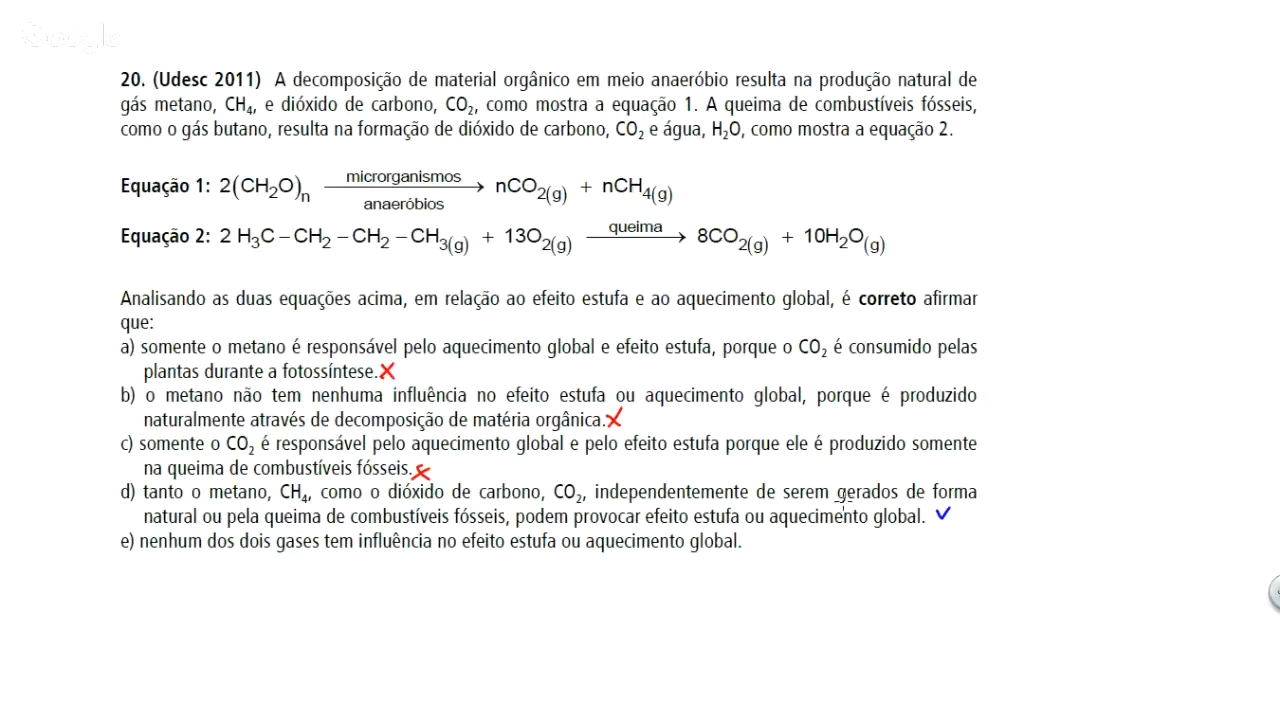 Google
20. (Udesc 2011) A decomposição de material orgânico em meio anaeróbio resulta na produção natural de
gás metano, CH₄, e dióxido de carbono, CO₂, como mostra a equação 1. A queima de combustíveis fósseis,
como o gás butano, resulta na formação de dióxido de carbono, CO₂ e água, H₂O, como mostra a equação 2.
Equação 1: 2(CH₂O)ₙ microrganismos anaeróbios → nCO₂(g) + nCH₄(g)
Equação 2: 2 H₃C – CH₂ – CH₂ – CH₃(g) + 13O₂(g) queima → 8CO₂(g) + 10H₂O(g)
Analisando as duas equações acima, em relação ao efeito estufa e ao aquecimento global, é correto afirmar
que:
a) somente o metano é responsável pelo aquecimento global e efeito estufa, porque o CO₂ é consumido pelas
plantas durante a fotossíntese.
b) o metano não tem nenhuma influência no efeito estufa ou aquecimento global, porque é produzido
naturalmente através de decomposição de matéria orgânica.
c) somente o CO₂ é responsável pelo aquecimento global e pelo efeito estufa porque ele é produzido somente
na queima de combustíveis fósseis.
d) tanto o metano, CH₄, como o dióxido de carbono, CO₂, independentemente de serem gerados de forma
natural ou pela queima de combustíveis fósseis, podem provocar efeito estufa ou aquecimento global.
e) nenhum dos dois gases tem influência no efeito estufa ou aquecimento global.